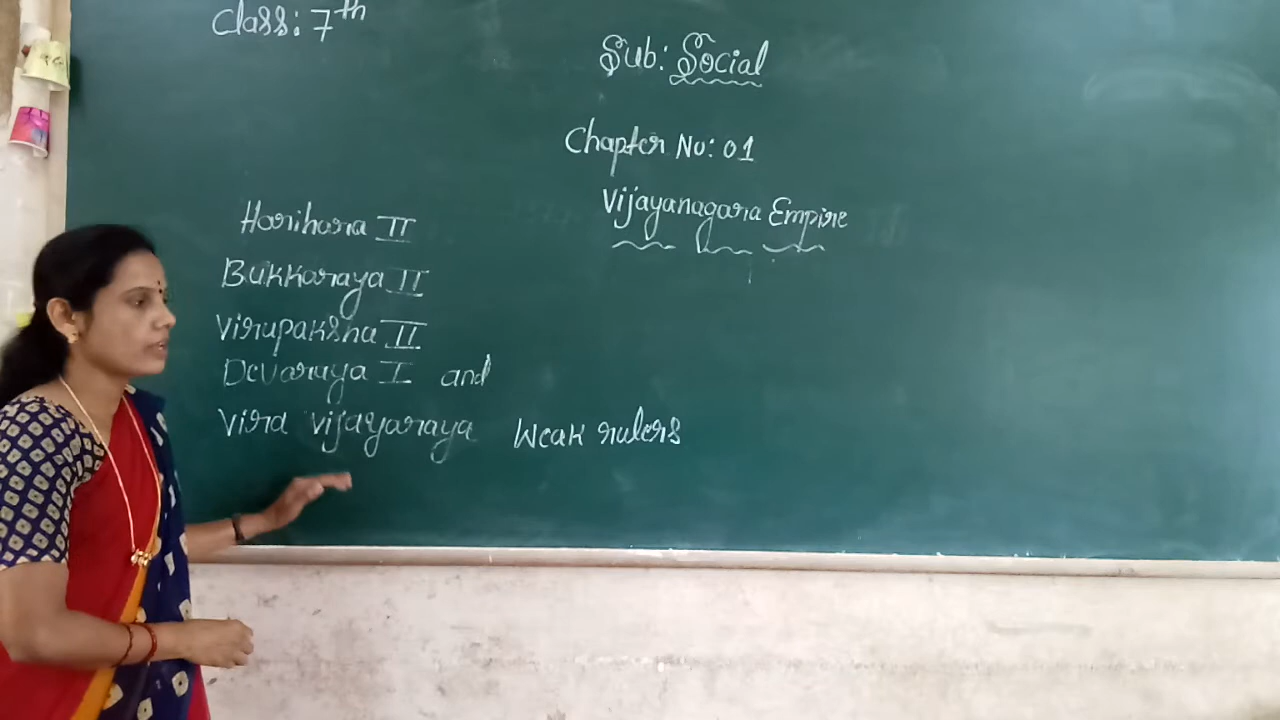 Class: 7th
Sub: Social
Chapter No: 01
Vijayanagara Empire
Harihara II
Bukkaraya II
Virupaksha II
Devaraya I and
Vira vijayaraya Weak rulers